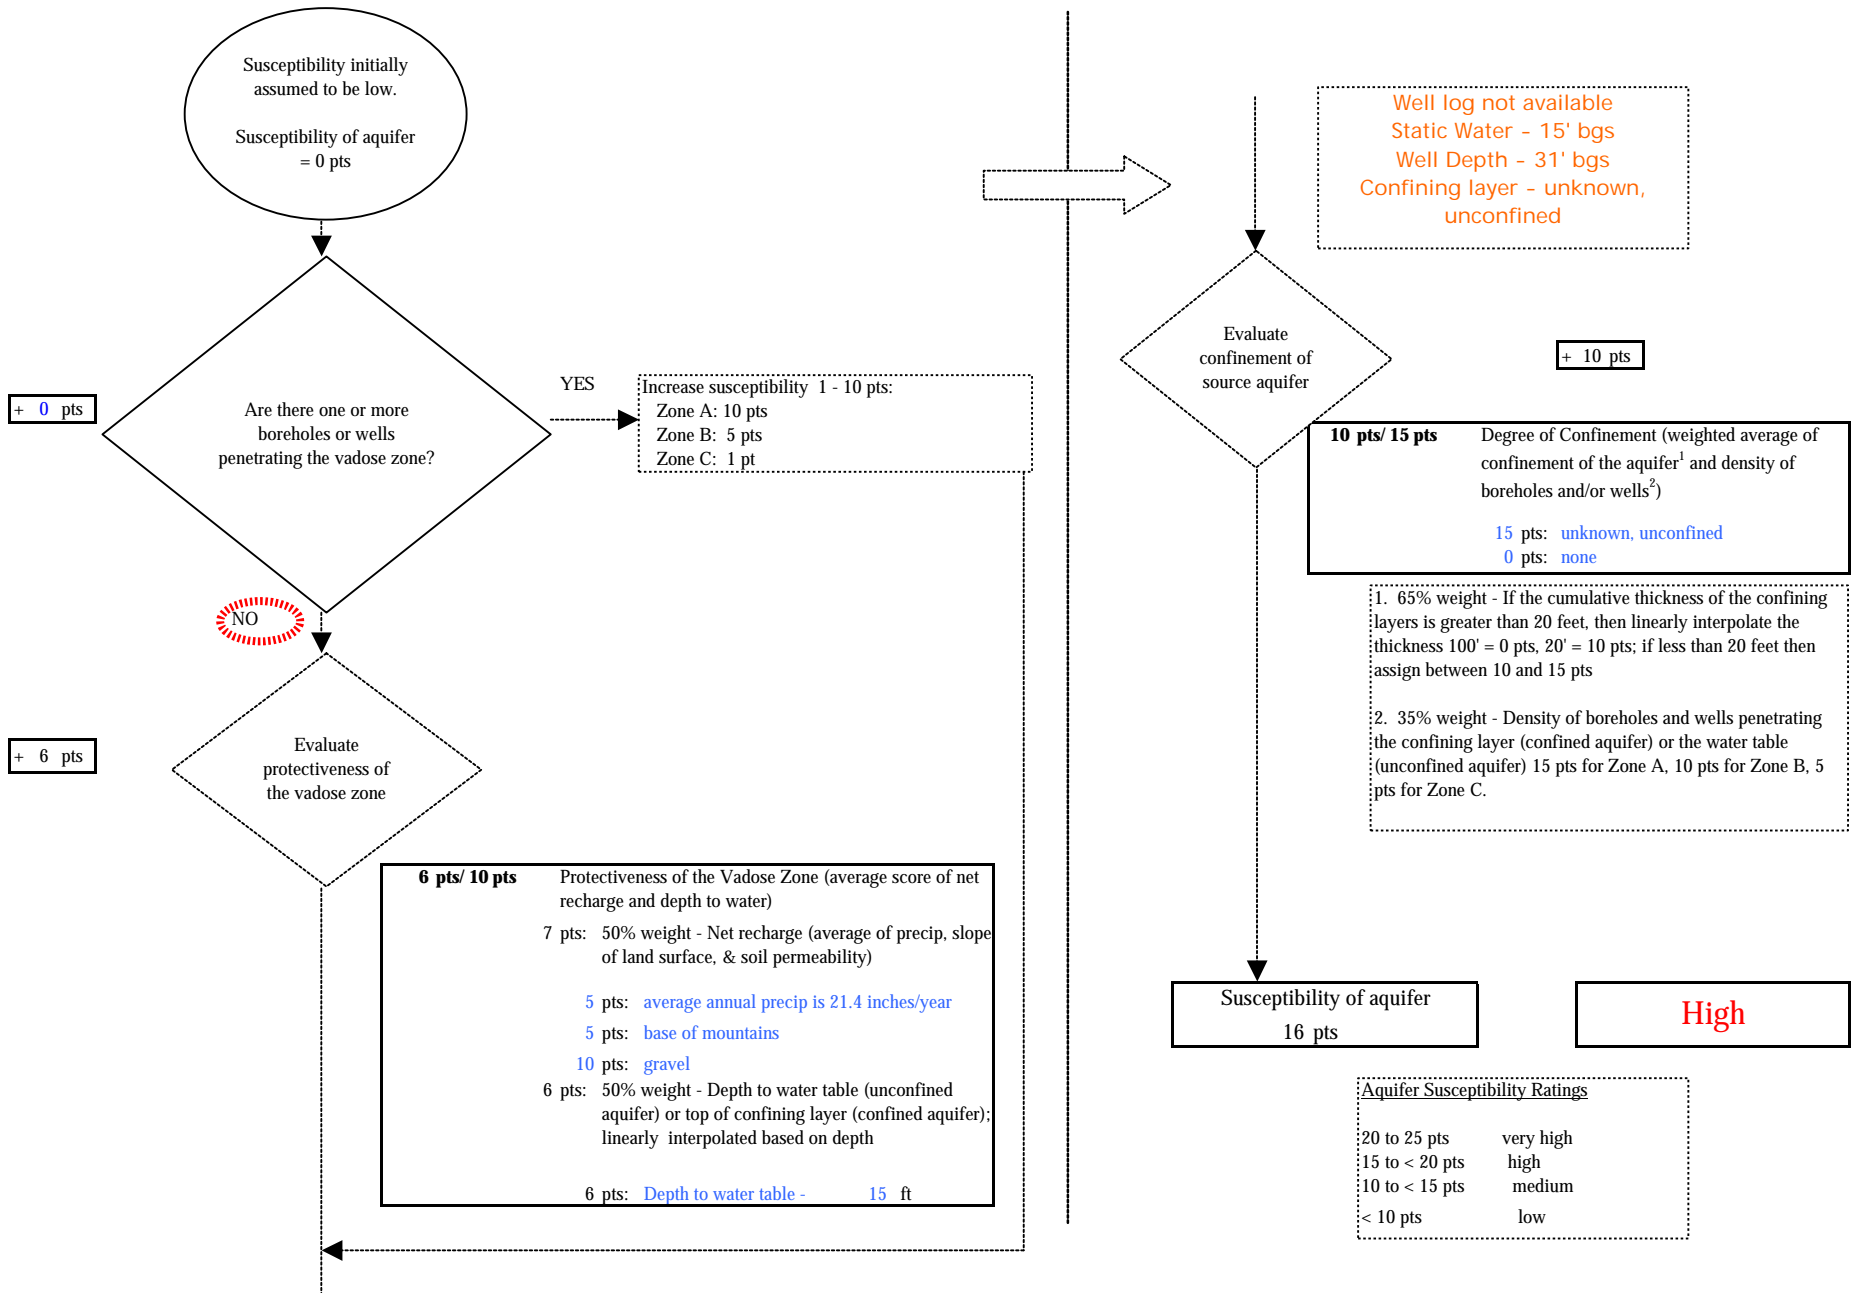 Susceptibility initially
assumed to be low.
Susceptibility of aquifer
= 0 pts
+ 0 pts
Are there one or more
boreholes or wells
penetrating the vadose zone?
YES
Increase susceptibility 1 - 10 pts:
Zone A: 10 pts
Zone B: 5 pts
Zone C: 1 pt
NO
+ 6 pts
Evaluate
protectiveness of
the vadose zone
6 pts/ 10 pts Protectiveness of the Vadose Zone (average score of net
recharge and depth to water)
7 pts: 50% weight - Net recharge (average of precip, slope
of land surface, & soil permeability)
5 pts: average annual precip is 21.4 inches/year
5 pts: base of mountains
10 pts: gravel
6 pts: 50% weight - Depth to water table (unconfined
aquifer) or top of confining layer (confined aquifer);
linearly interpolated based on depth
6 pts: Depth to water table - 15 ft
Well log not available
Static Water - 15' bgs
Well Depth - 31' bgs
Confining layer - unknown,
unconfined
Evaluate
confinement of
source aquifer
+ 10 pts
10 pts/ 15 pts Degree of Confinement (weighted average of
confinement of the aquifer1 and density of
boreholes and/or wells2)
15 pts: unknown, unconfined
0 pts: none
1. 65% weight - If the cumulative thickness of the confining
layers is greater than 20 feet, then linearly interpolate the
thickness 100' = 0 pts, 20' = 10 pts; if less than 20 feet then
assign between 10 and 15 pts
2. 35% weight - Density of boreholes and wells penetrating
the confining layer (confined aquifer) or the water table
(unconfined aquifer) 15 pts for Zone A, 10 pts for Zone B, 5
pts for Zone C.
Susceptibility of aquifer
16 pts
High
Aquifer Susceptibility Ratings
20 to 25 pts very high
15 to < 20 pts high
10 to < 15 pts medium
< 10 pts low